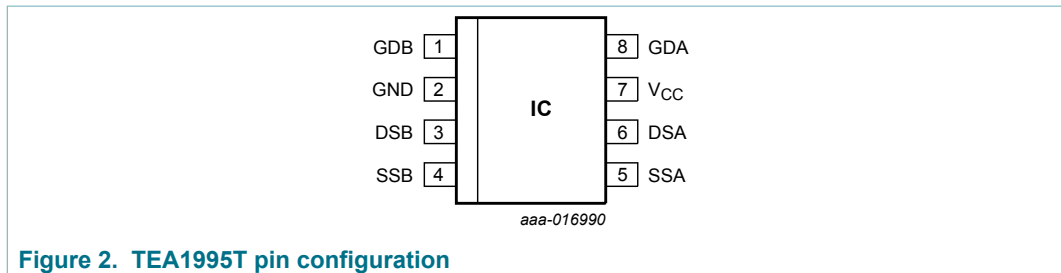 GDB 1 8 GDA
GND 2 7 VCC
IC
DSB 3 6 DSA
SSB 4 5 SSA
aaa-016990
Figure 2. TEA1995T pin configuration